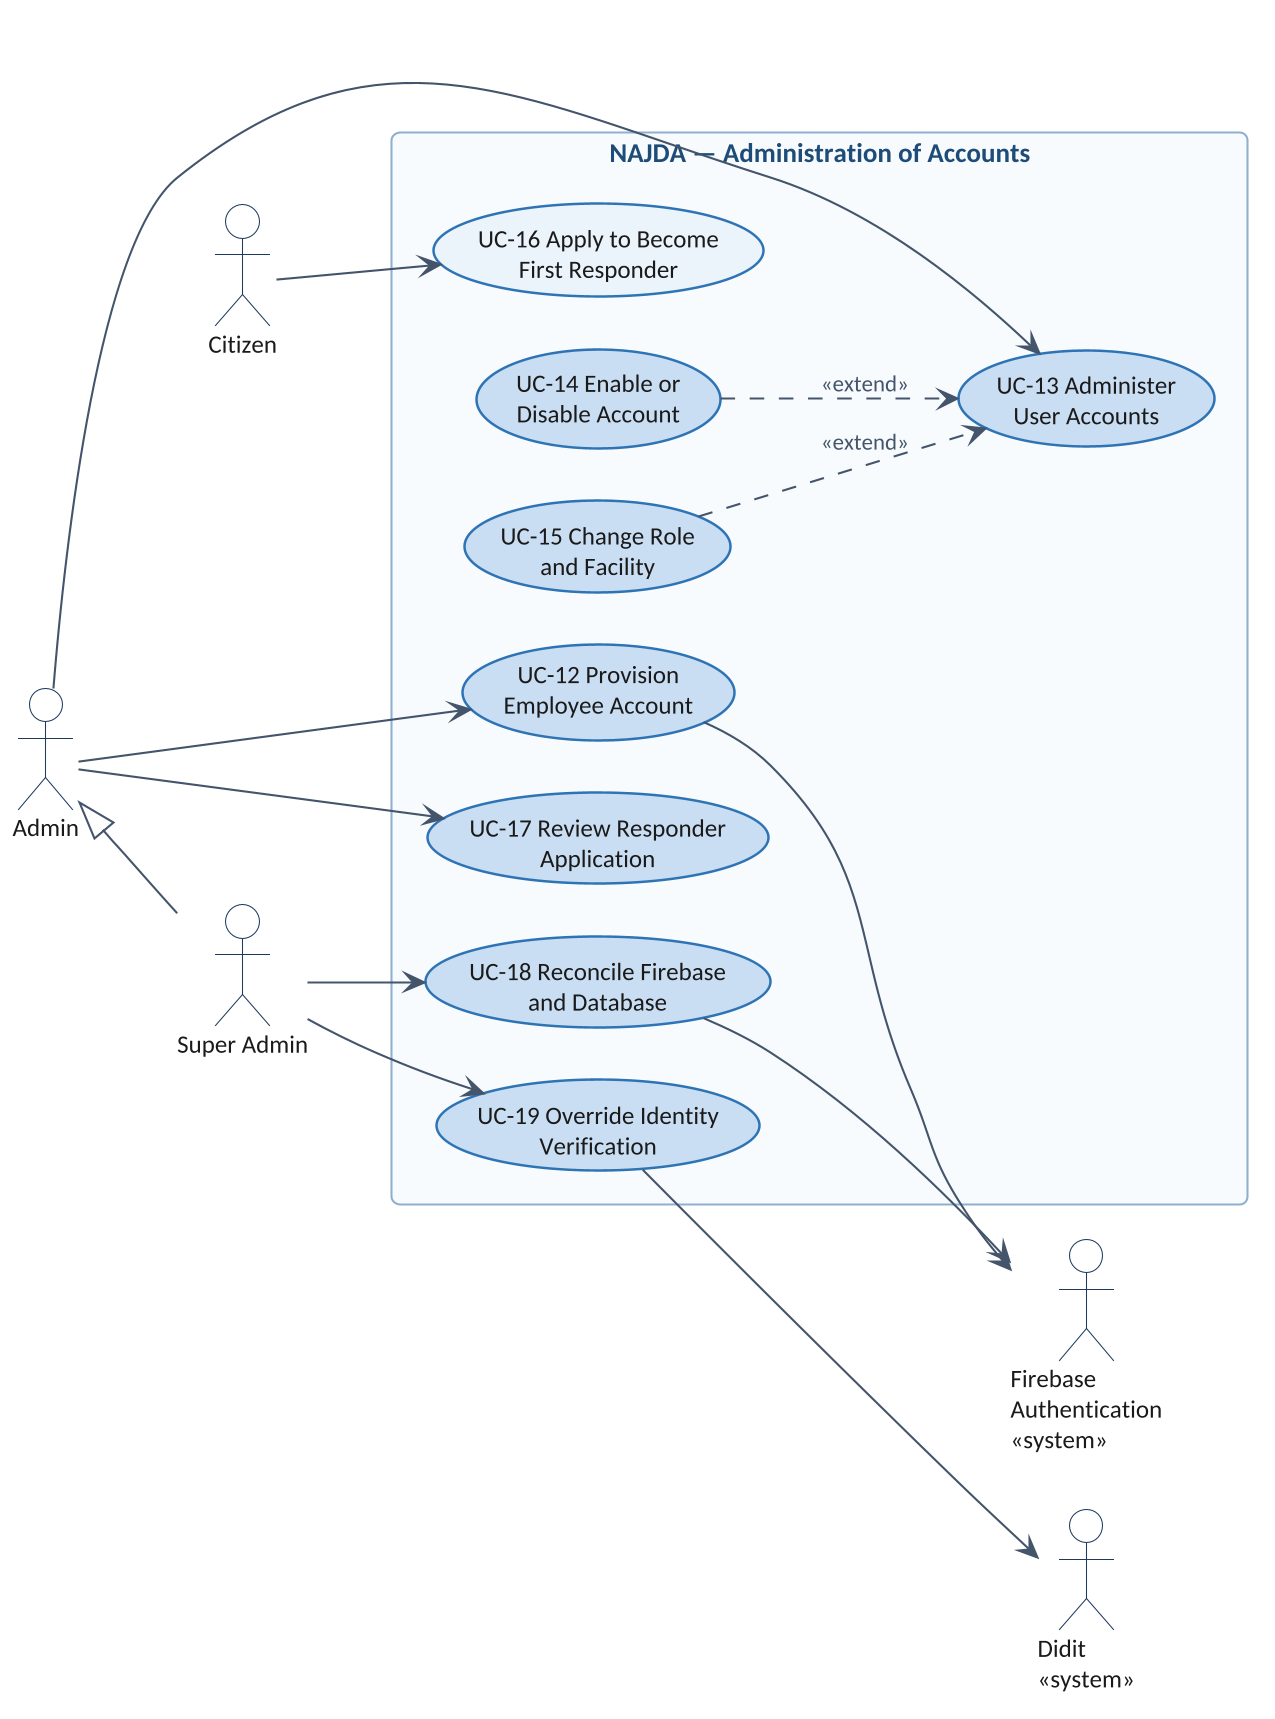 NAJDA — Administration of Accounts
UC-16 Apply to Become
First Responder
Citizen
UC-14 Enable or
Disable Account
«extend»
UC-13 Administer
User Accounts
«extend»
UC-15 Change Role
and Facility
UC-12 Provision
Employee Account
Admin
UC-17 Review Responder
Application
UC-18 Reconcile Firebase
and Database
Super Admin
UC-19 Override Identity
Verification
Firebase
Authentication
«system»
Didit
«system»